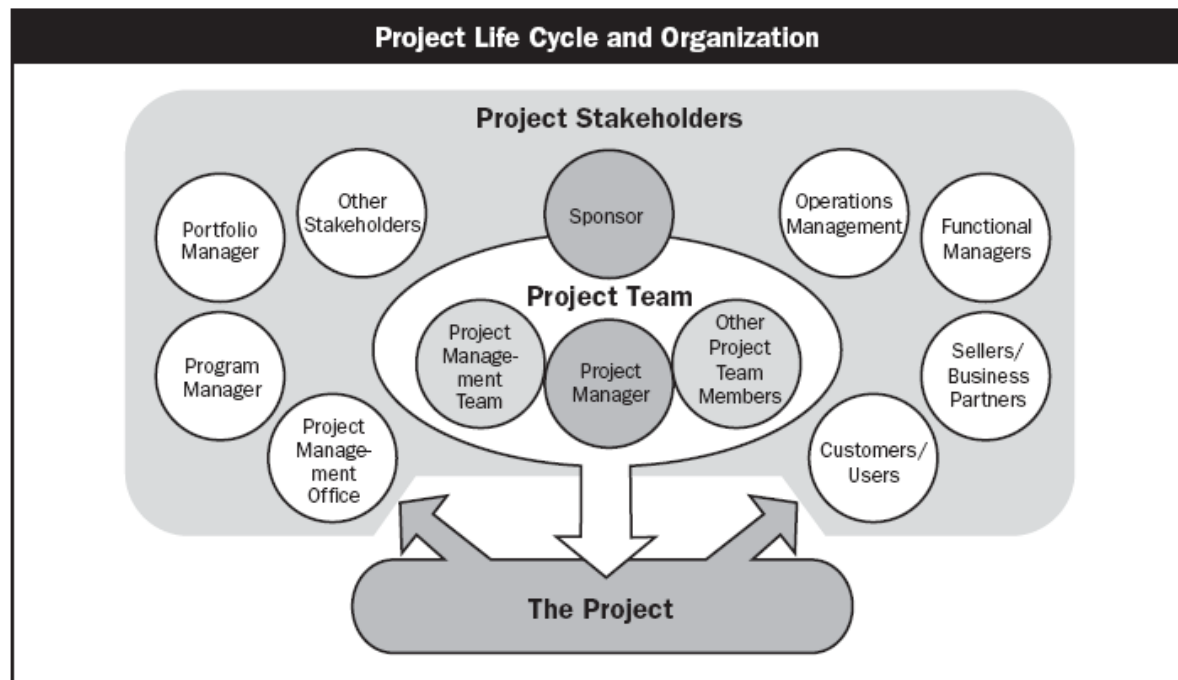 Project Life Cycle and Organization
Project Stakeholders
Portfolio
Manager
Other
Stakeholders
Sponsor
Operations
Management
Functional
Managers
Program
Manager
Project
Manage-
ment
Office
Project Team
Project
Manage-
ment
Team
Project
Manager
Other
Project
Team
Members
Sellers/
Business
Partners
Customers/
Users
The Project